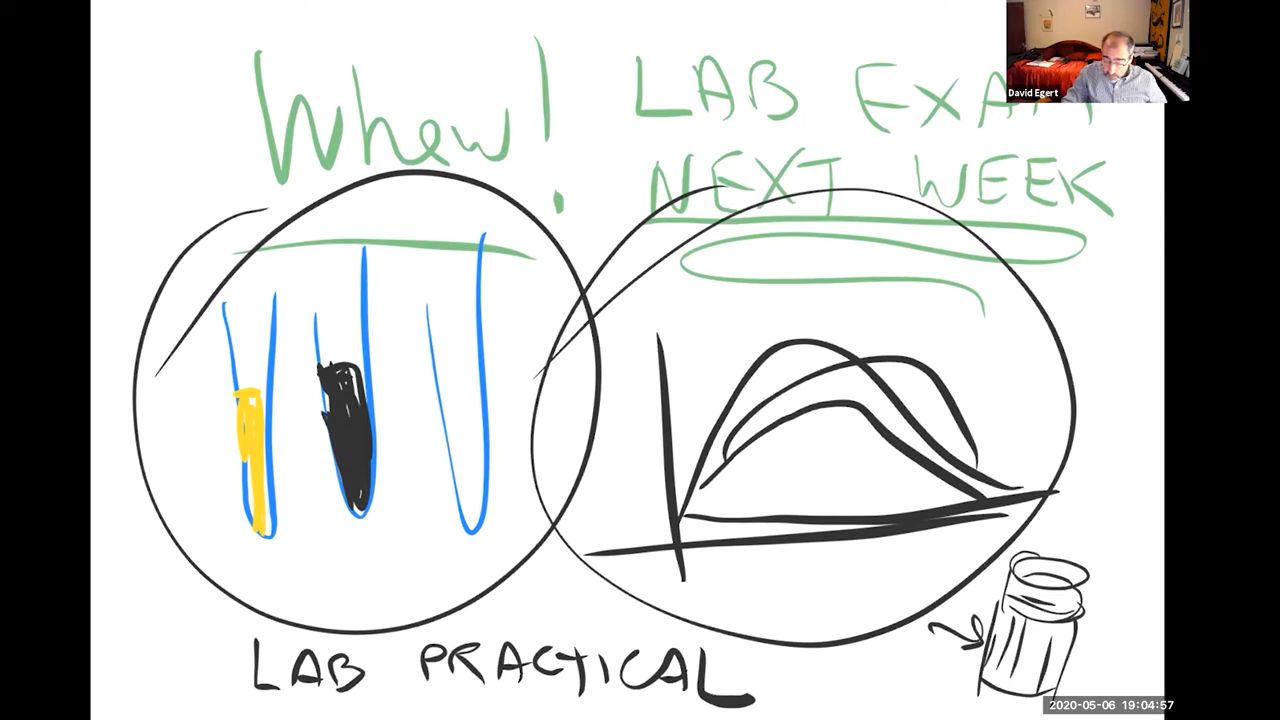 Whew!
LAB EXAM
NEXT WEEK
David Egert
LAB PRACTICAL
2020-05-06 19:04:57